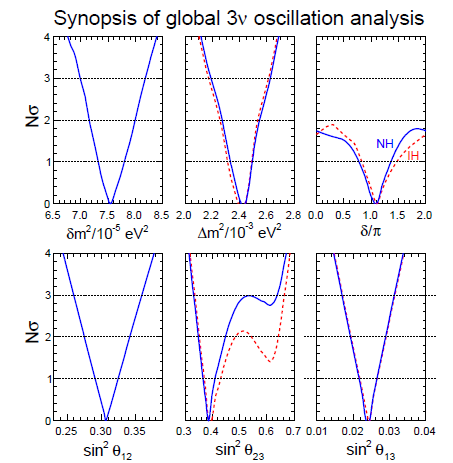 Synopsis of global 3ν oscillation analysis
Nσ
4
3
2
1
0
6.5 7.0 7.5 8.0 8.5
δm²/10⁻⁵ eV²
2.0 2.2 2.4 2.6 2.8
Δm²/10⁻³ eV²
NH
IH
0.0 0.5 1.0 1.5 2.0
δ/π
Nσ
4
3
2
1
0
0.25 0.30 0.35
sin² θ₁₂
0.3 0.4 0.5 0.6 0.7
sin² θ₂₃
0.01 0.02 0.03 0.04
sin² θ₁₃